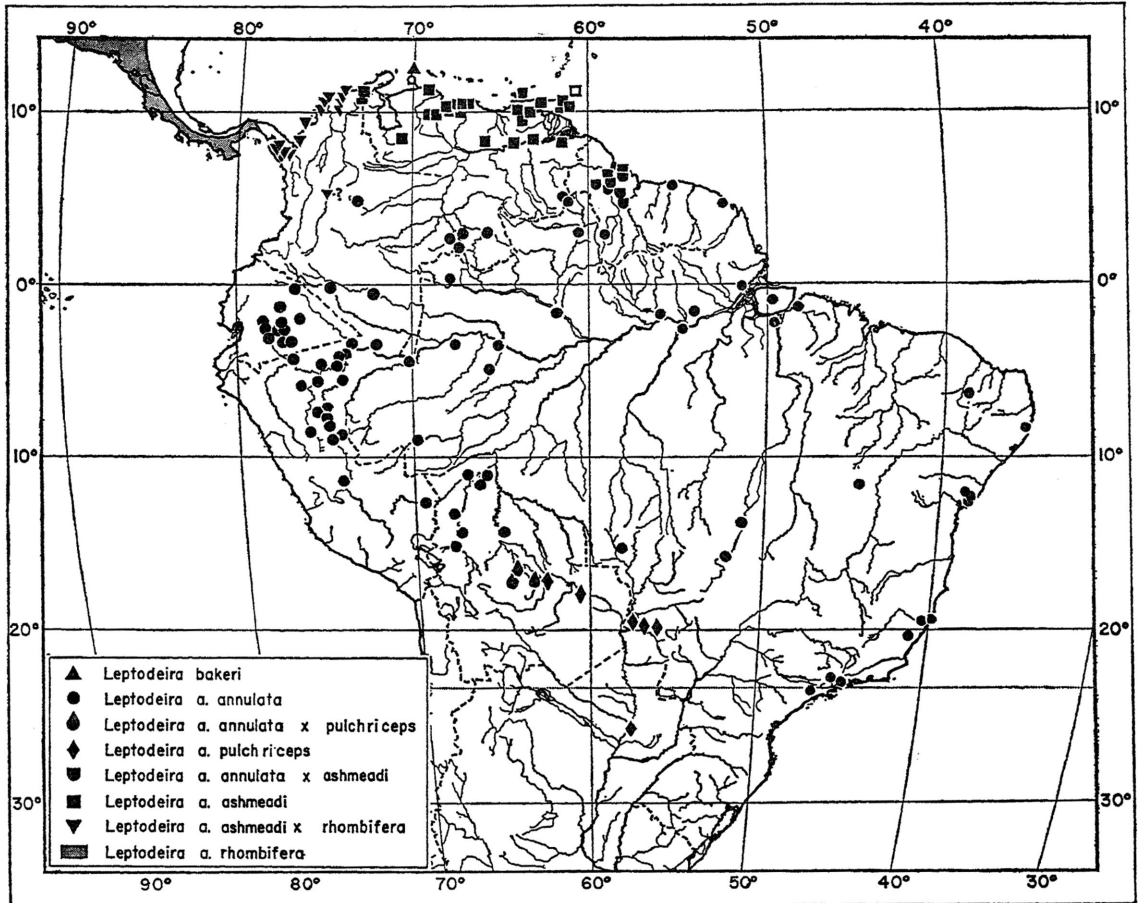 90° 80° 70° 60° 50° 40°
10° 10°
0° 0°
10° 10°
20° 20°
30° 30°
Leptodeira bakeri
Leptodeira a. annulata
Leptodeira a. annulata x pulchriceps
Leptodeira a. pulchriceps
Leptodeira a. annulata x ashmeadi
Leptodeira a. ashmeadi
Leptodeira a. ashmeadi x rhombifera
Leptodeira a. rhombifera
90° 80° 70° 60° 50° 40° 30°